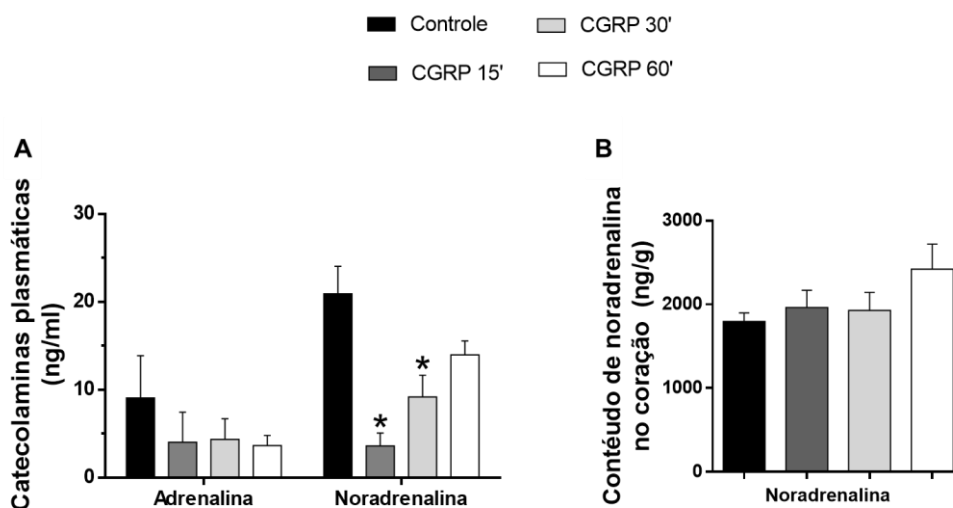 Controle
CGRP 30'
CGRP 15'
CGRP 60'
A
B
Catecolaminas plasmáticas
(ng/ml)
30
20
10
0
*
*
Adrenalina
Noradrenalina
Contéudo de noradrenalina
no coração (ng/g)
3000
2000
1000
0
Noradrenalina